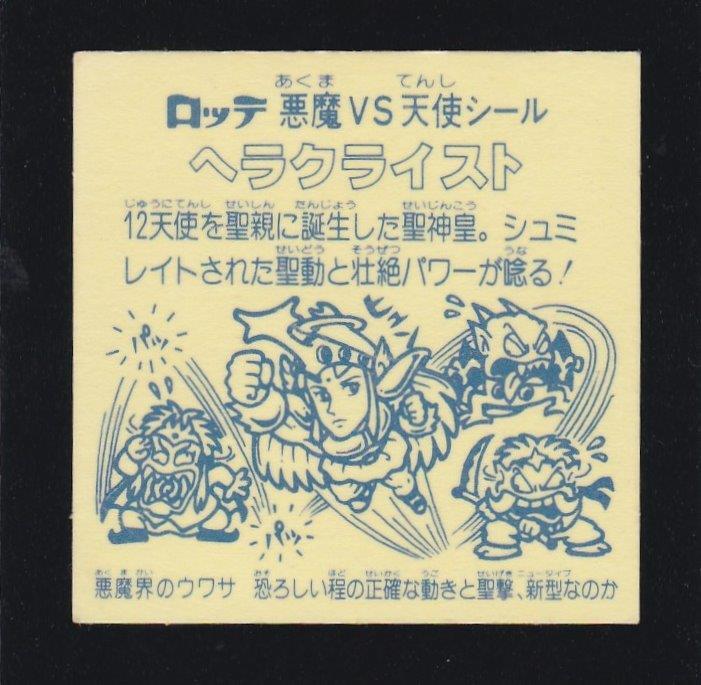 あくま てんし
ロッテ 悪魔VS天使シール
ヘラクライスト
じゅうにてんし せいしん たんじょう せいじんこう
12天使を聖親に誕生した聖神皇。シュミ
せいどう そうぜつ うな
レイトされた聖動と壮絶パワーが唸る!
パッ
ビュン
パッ
あくまかい みそ ほど せいかく うご せいげき ニュータイプ
悪魔界のウワサ 恐ろしい程の正確な動きと聖撃、新型なのか